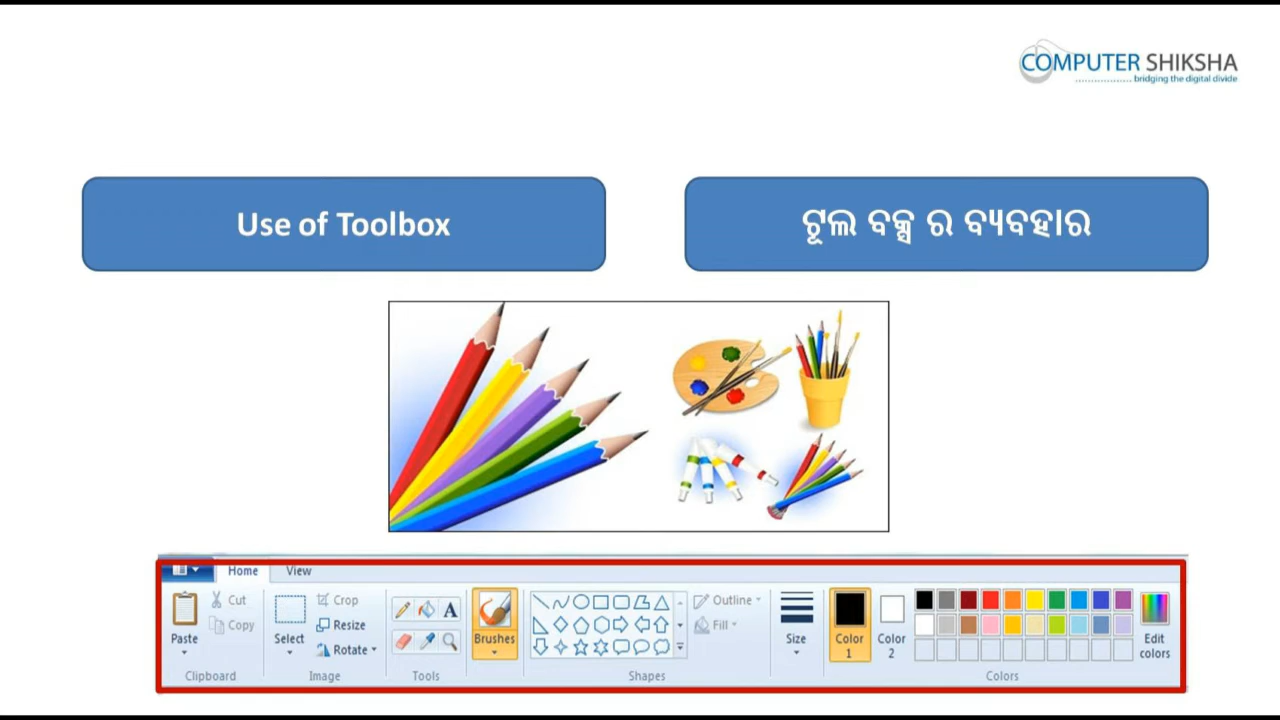 COMPUTER SHIKSHA
bridging the digital divide
Use of Toolbox
ଟୂଲ ବକ୍ସ ର ବ୍ୟବହାର
Home View
Paste
Cut
Copy
Clipboard
Select
Crop
Resize
Rotate
Image
A
Tools
Brushes
Outline
Fill
Shapes
Size
Color
1
Color
2
Edit
colors
Colors